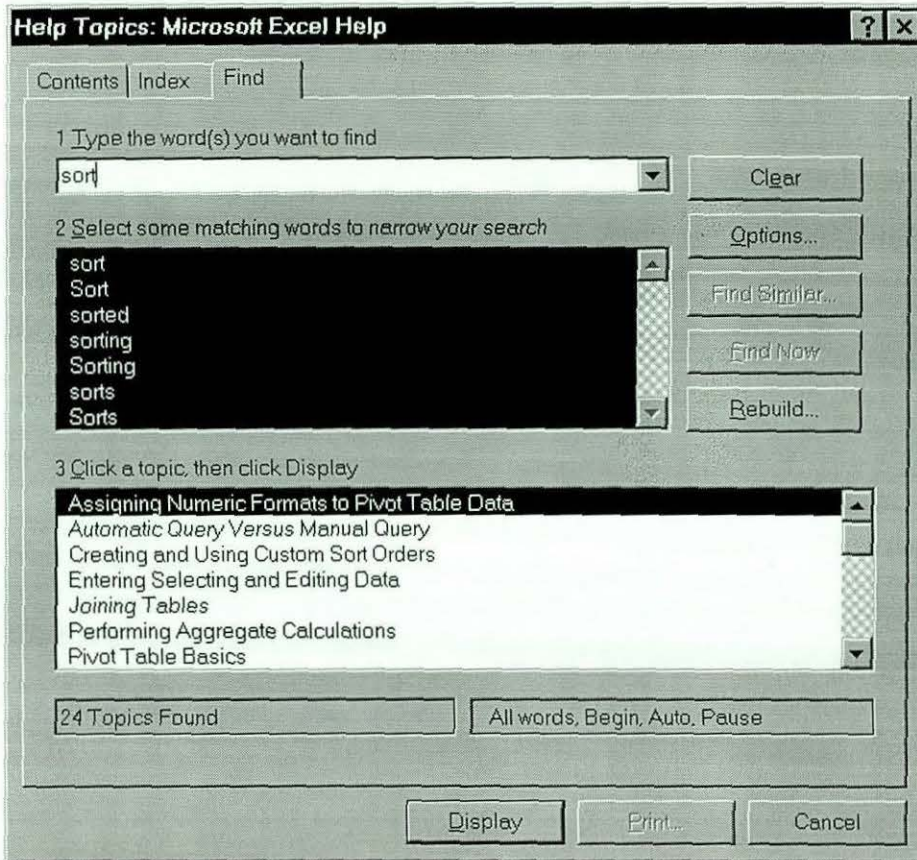 Help Topics: Microsoft Excel Help
Contents
Index
Find
1 Type the word(s) you want to find
sort
Clear
2 Select some matching words to narrow your search
Options...
sort
Sort
sorted
sorting
Sorting
sorts
Sorts
Find Similar...
Find Now
Rebuild...
3 Click a topic, then click Display
Assigning Numeric Formats to Pivot Table Data
Automatic Query Versus Manual Query
Creating and Using Custom Sort Orders
Entering Selecting and Editing Data
Joining Tables
Performing Aggregate Calculations
Pivot Table Basics
24 Topics Found
All words, Begin, Auto, Pause
Display
Print...
Cancel